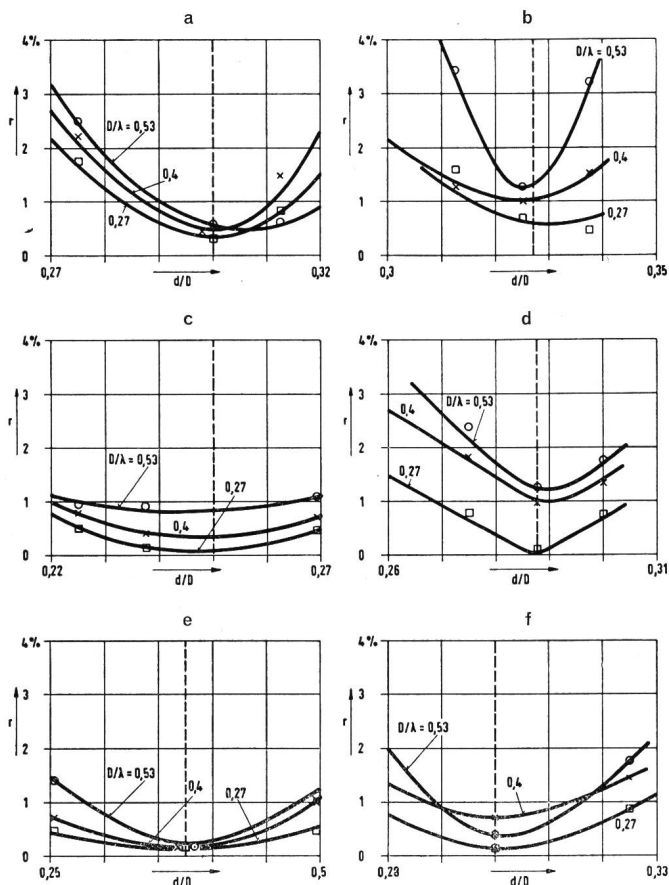 a
4%
3
2
1
0
r
D/λ = 0,53
0,4
0,27
0,27
d/D
0,32
b
4%
3
2
1
0
r
D/λ = 0,53
0,4
0,27
0,3
d/D
0,35
c
4%
3
2
1
0
r
D/λ = 0,53
0,27
0,4
0,22
d/D
0,27
d
4%
3
2
1
0
r
0,4
D/λ = 0,53
0,27
0,26
d/D
0,31
e
4%
3
2
1
0
r
D/λ = 0,53
0,4
0,27
0,25
d/D
0,5
f
4%
3
2
1
0
r
D/λ = 0,53
0,4
0,27
0,23
d/D
0,33